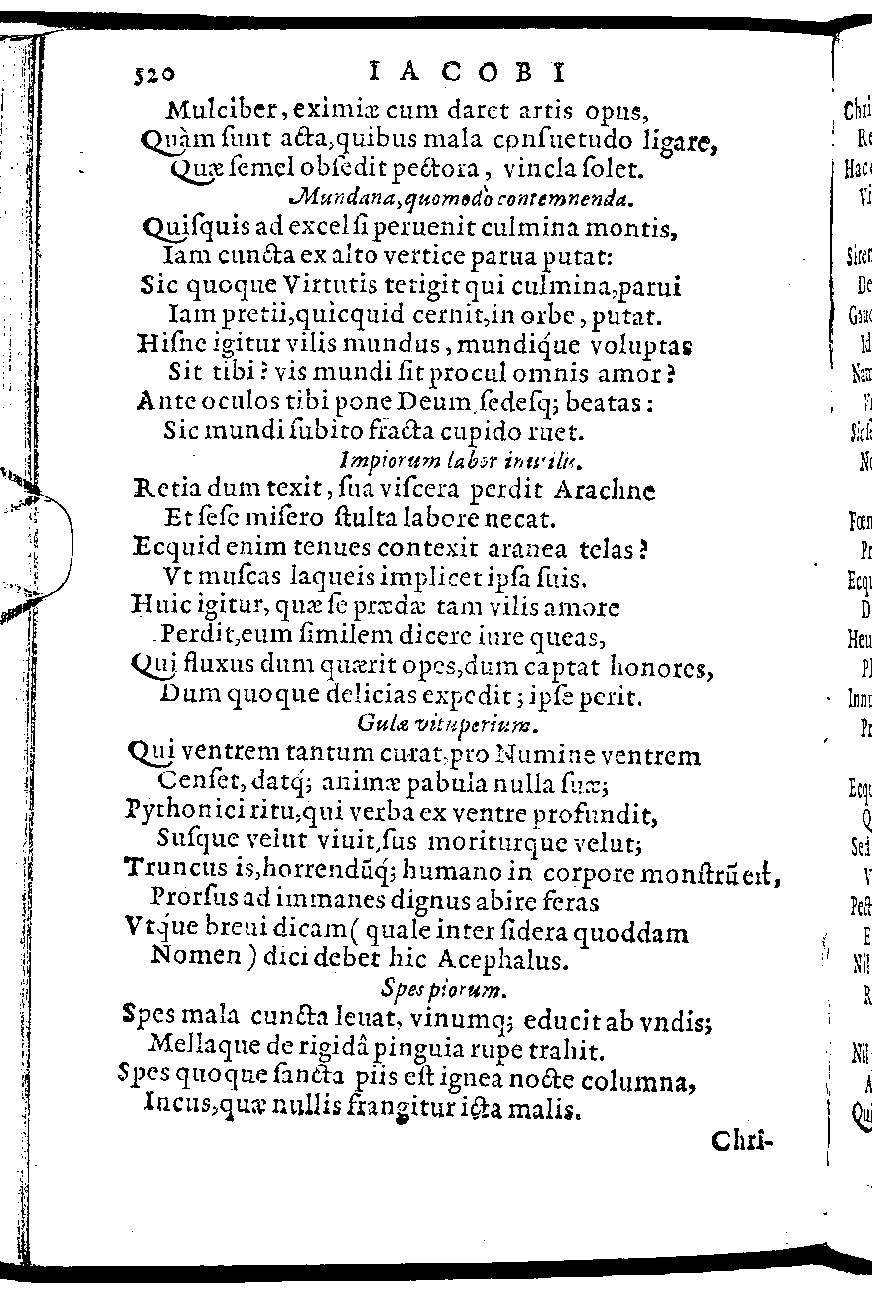 520 IACOBI
Mulciber, eximiæ cum daret artis opus,
Quàm ſunt acta, quibus mala conſuetudo ligare,
Quæ ſemel obſedit pectora, vincla ſolet.
Mundana, quomodò contemnenda.
Quiſquis ad excelſi peruenit culmina montis,
Iam cuncta ex alto vertice parua putat:
Sic quoque Virtutis tetigit qui culmina, parui
Iam pretii, quicquid cernit, in orbe, putat.
Hiſne igitur vilis mundus, mundiq́ue voluptas
Sit tibi? vis mundi ſit procul omnis amor?
Ante oculos tibi pone Deum, ſedeſq; beatas:
Sic mundi ſubito fracta cupido ruet.
Impiorum labor inutilis.
Retia dum texit, ſua viſcera perdit Arachne
Et ſeſe miſero ſtulta labore necat.
Ecquid enim tenues contexit aranea telas?
Vt muſcas laqueis implicet ipſa ſuis.
Huic igitur, quæ ſe prædæ tam vilis amore
Perdit, eum ſimilem dicere iure queas,
Qui fluxus dum quærit opes, dum captat honores,
Dum quoque delicias expedit; ipſe perit.
Gulæ vituperium.
Qui ventrem tantum curat, pro Numine ventrem
Cenſet, datq́; animæ pabula nulla ſuæ;
Pythonici ritu, qui verba ex ventre profundit,
Suſque velut viuit, ſus moriturque velut;
Truncus is, horrendūq́; humano in corpore monſtrū eſt,
Prorſus ad immanes dignus abire feras
Vtq́ue breui dicam (quale inter ſidera quoddam
Nomen) dici debet hic Acephalus.
Spes piorum.
Spes mala cuncta leuat, vinumq; educit ab vndis;
Mellaque de rigidâ pinguia rupe trahit.
Spes quoque ſancta piis eſt ignea nocte columna,
Incus, quæ nullis frangitur icta malis.
Chri-